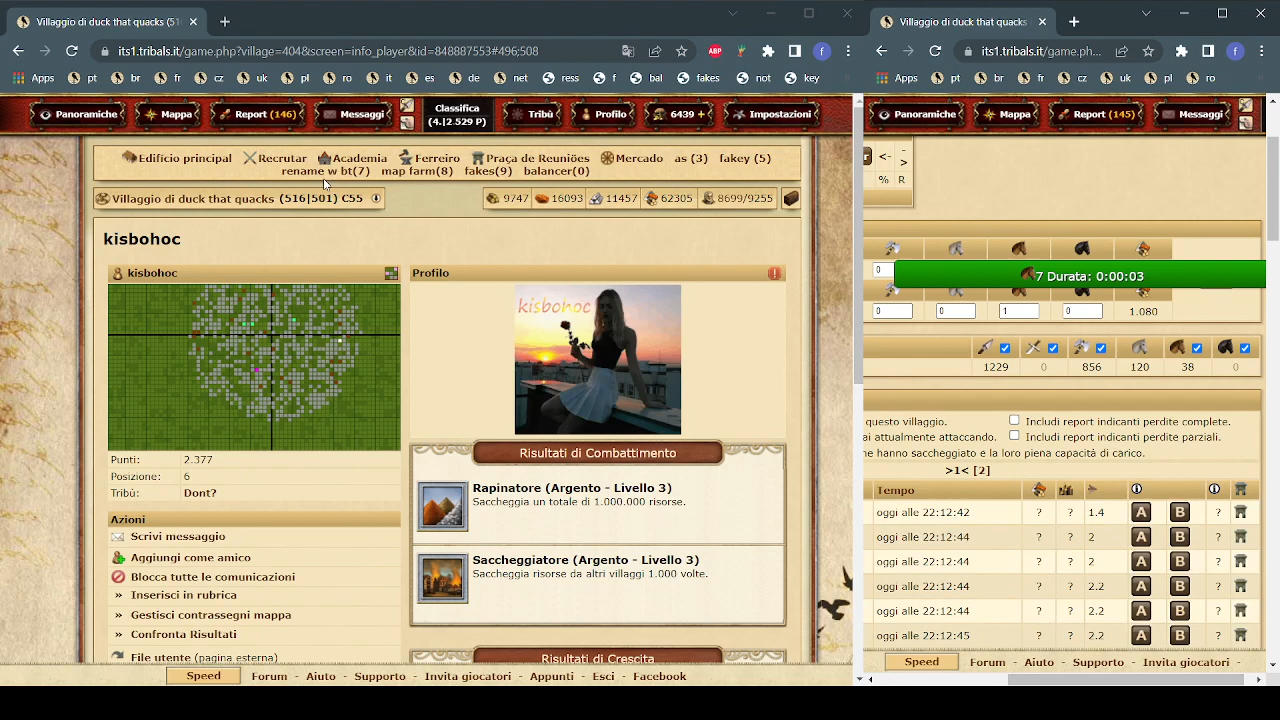 Villaggio di duck that quacks (51
Villaggio di duck that quacks
its1.tribals.it/game.php?village=404&screen=info_player&id=848887553#496;508
ABP
f
its1.tribals.it/game.ph...
f
Apps pt br fr cz uk pl ro bt it es de net ress f bal fakes not key
Apps pt br fr cz uk pl ro
Panoramiche
Mappa
Report (146)
Messaggi
Classifica
(4.|2.529 P)
Tribù
Profilo
6439 +
Impostazioni
Panoramiche
Mappa
Report (145)
Messaggi
Edificio principal Recrutar Academia Ferreiro Praça de Reuniões Mercado as (3) fakey (5)
rename w bt(7) map farm(8) fakes(9) balancer(0)
Villaggio di duck that quacks (516|501) C55
9747 16093 11457 62305 8699/9255
kisbohoc
kisbohoc
Profilo
kisbohoc
Punti: 2.377
Posizione: 6
Tribù: Dont?
Azioni
Scrivi messaggio
Aggiungi come amico
Blocca tutte le comunicazioni
» Inserisci in rubrica
» Gestisci contrassegni mappa
» Confronta Risultati
File utente (pagina esterna)
Risultati di Combattimento
Rapinatore (Argento - Livello 3)
Saccheggia un totale di 1.000.000 risorse.
Saccheggiatore (Argento - Livello 3)
Saccheggia risorse da altri villaggi 1.000 volte.
Risultati di Crescita
Speed Forum - Aiuto - Supporto - Invita giocatori - Appunti - Esci - Facebook
<- - >
% R
0
7 Durata: 0:00:03
0 0 1 0 1.080
1229 0 856 120 38 0
questo villaggio. Includi report indicanti perdite complete.
ai attualmente attaccando. Includi report indicanti perdite parziali.
he hanno saccheggiato e la loro piena capacità di carico.
>1< [2]
Tempo
oggi alle 22:12:42 ? ? 1.4 A B ?
oggi alle 22:12:44 ? ? 2 A B ?
oggi alle 22:12:44 ? ? 2 A B ?
oggi alle 22:12:44 ? ? 2.2 A B ?
oggi alle 22:12:44 ? ? 2.2 A B ?
oggi alle 22:12:45 ? ? 2.2 A B ?
Speed Forum - Aiuto - Supporto - Invita giocatori -